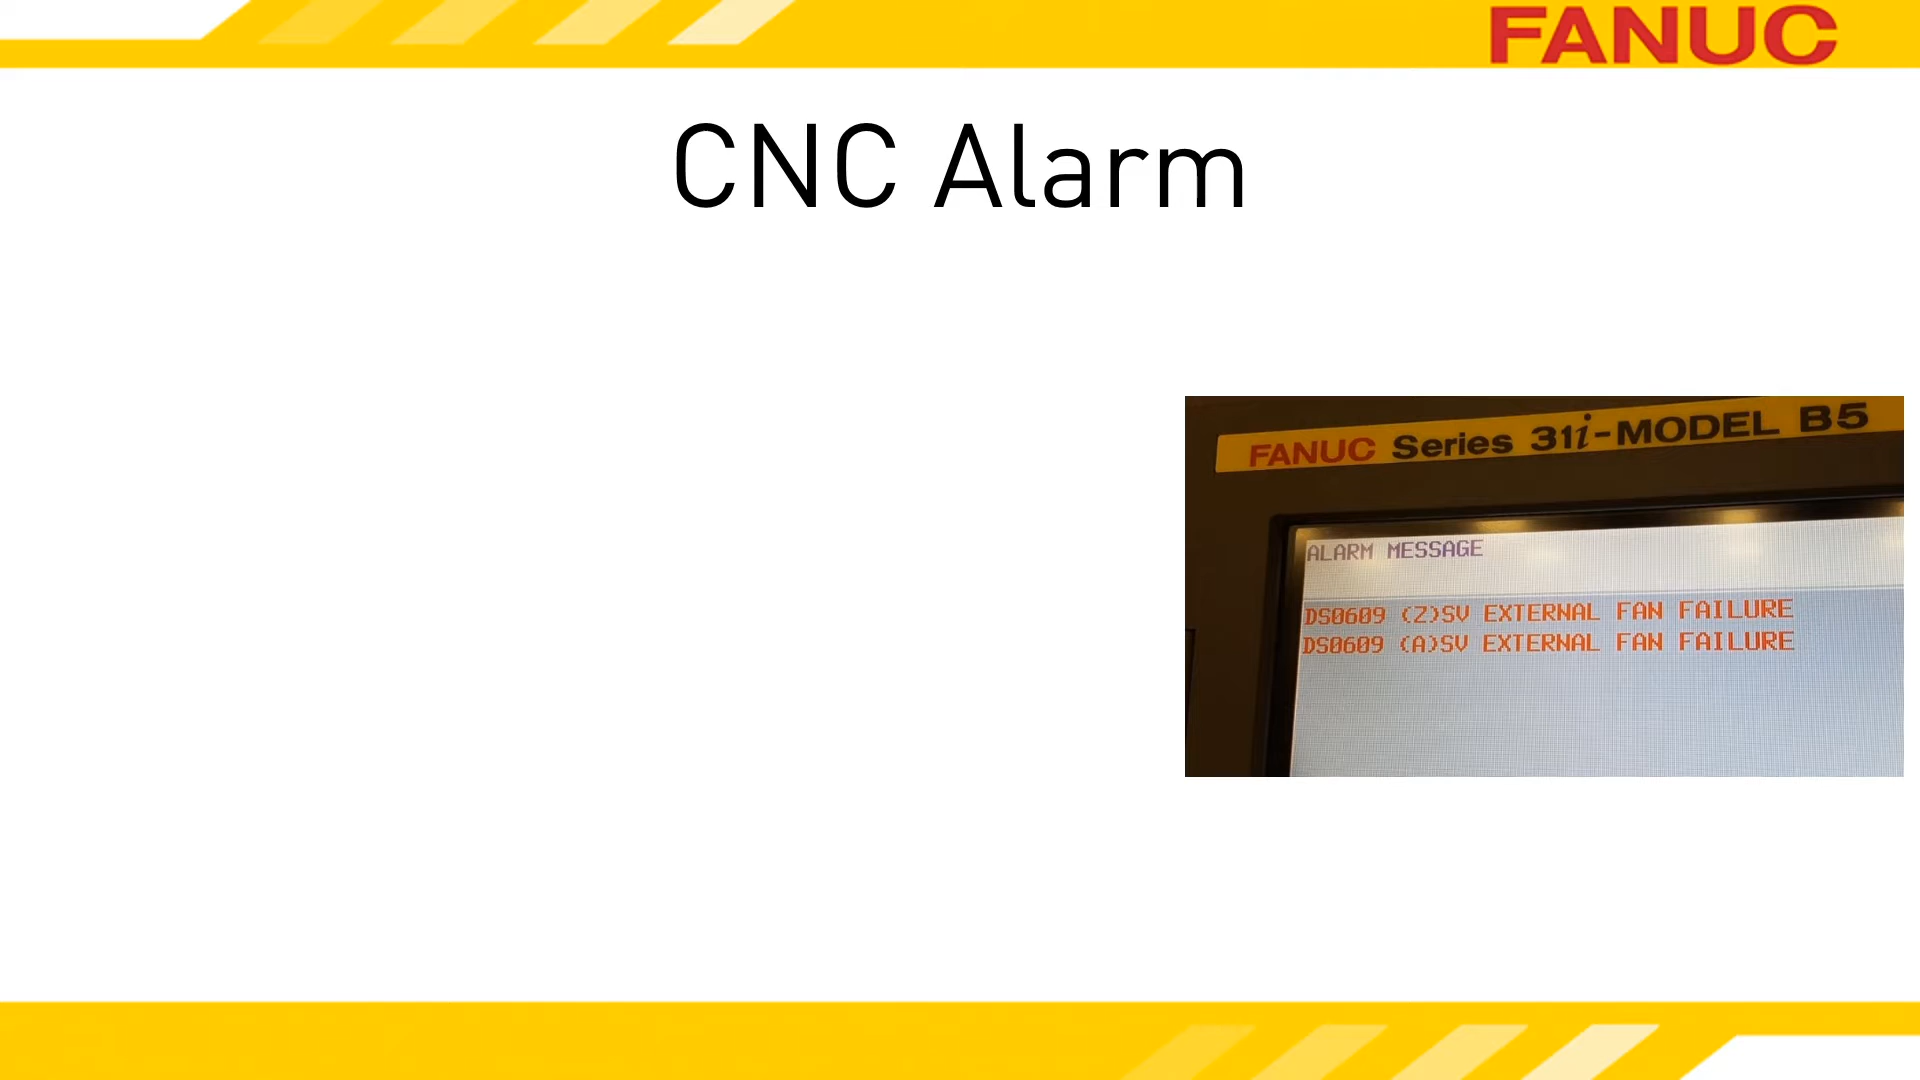 FANUC
CNC Alarm
FANUC Series 31i-MODEL B5
ALARM MESSAGE
DS0609 (Z)SV EXTERNAL FAN FAILURE
DS0609 (A)SV EXTERNAL FAN FAILURE